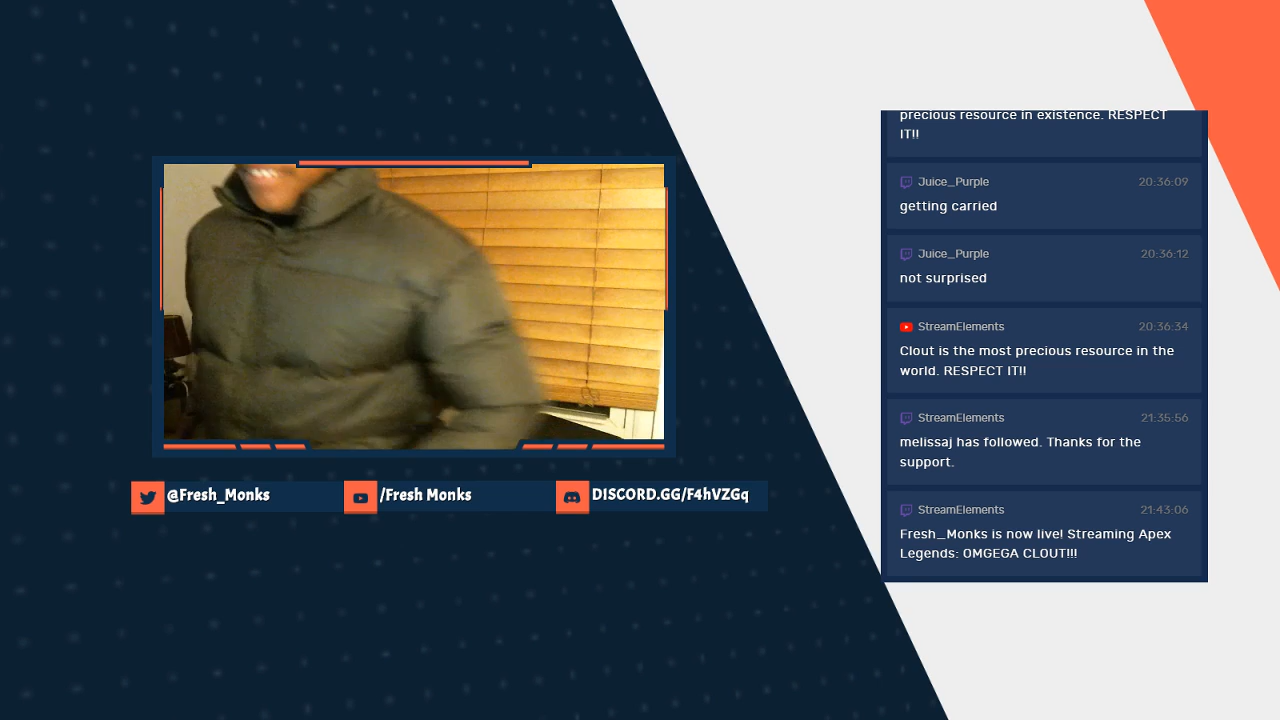 @Fresh_Monks
/Fresh Monks
DISCORD.GG/F4hVZGq
precious resource in existence. RESPECT
IT!!
Juice_Purple 20:36:09
getting carried
Juice_Purple 20:36:12
not surprised
StreamElements 20:36:34
Clout is the most precious resource in the
world. RESPECT IT!!
StreamElements 21:35:56
melissaj has followed. Thanks for the
support.
StreamElements 21:43:06
Fresh_Monks is now live! Streaming Apex
Legends: OMGEGA CLOUT!!!